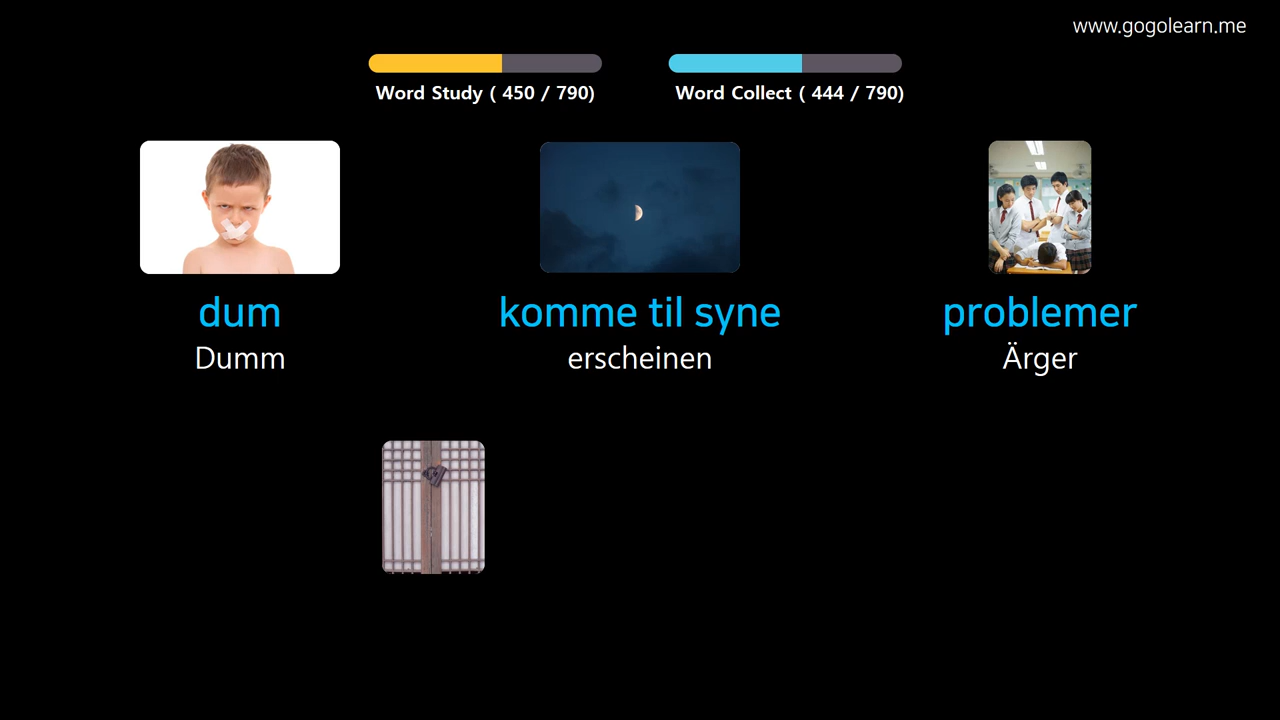 www.gogolearn.me
Word Study ( 450 / 790)
Word Collect ( 444 / 790)
dum
komme til syne
problemer
Dumm
erscheinen
Ärger